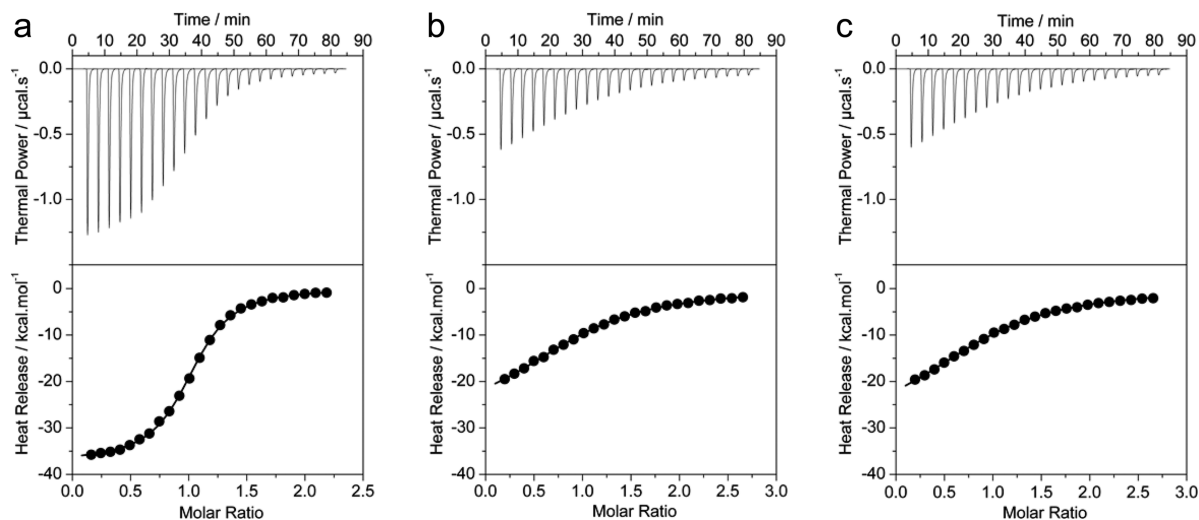 a
Time / min
0 10 20 30 40 50 60 70 80 90
0.0
-0.5
-1.0
Thermal Power / µcal.s⁻¹
0
-10
-20
-30
-40
Heat Release / kcal.mol⁻¹
0.0 0.5 1.0 1.5 2.0 2.5
Molar Ratio
b
Time / min
0 10 20 30 40 50 60 70 80 90
0.0
-0.5
-1.0
Thermal Power / µcal.s⁻¹
0
-10
-20
-30
-40
Heat Release / kcal.mol⁻¹
0.0 0.5 1.0 1.5 2.0 2.5 3.0
Molar Ratio
c
Time / min
0 10 20 30 40 50 60 70 80 90
0.0
-0.5
-1.0
Thermal Power / µcal.s⁻¹
0
-10
-20
-30
-40
Heat Release / kcal.mol⁻¹
0.0 0.5 1.0 1.5 2.0 2.5 3.0
Molar Ratio